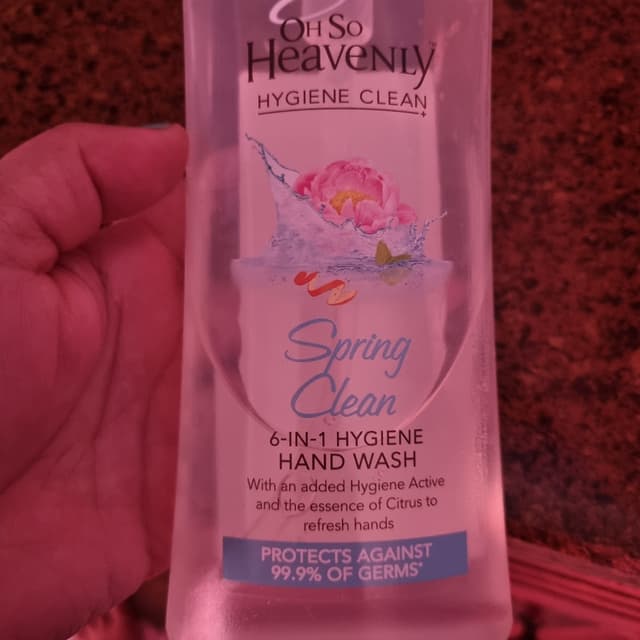 Oh So
Heavenly
HYGIENE CLEAN+
Spring
Clean
6-IN-1 HYGIENE
HAND WASH
With an added Hygiene Active
and the essence of Citrus to
refresh hands
PROTECTS AGAINST
99.9% OF GERMS*